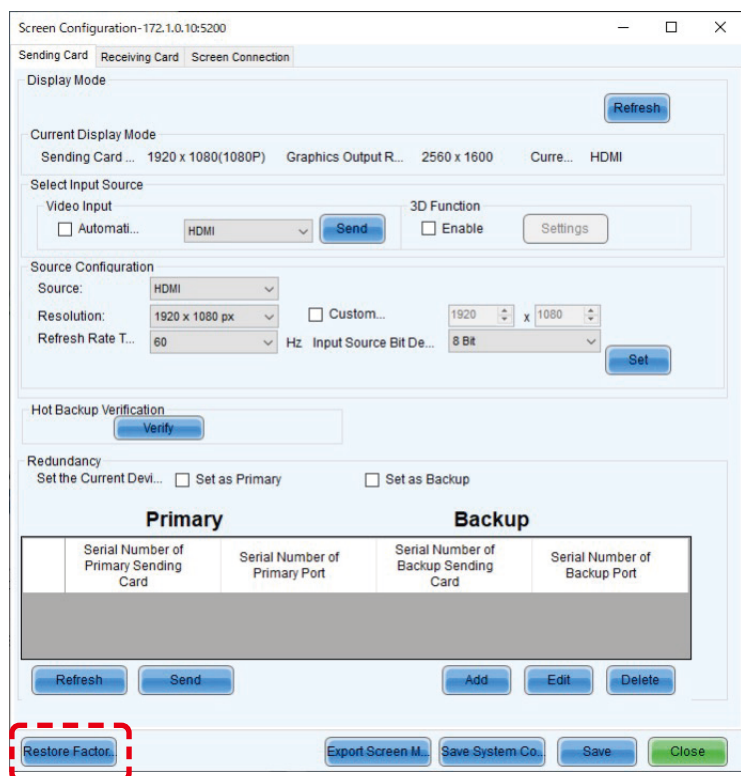 Screen Configuration-172.1.0.10:5200
Sending Card Receiving Card Screen Connection
Display Mode
Refresh
Current Display Mode
Sending Card ... 1920 x 1080(1080P) Graphics Output R... 2560 x 1600 Curre... HDMI
Select Input Source
Video Input 3D Function
Automati... HDMI Send Enable Settings
Source Configuration
Source: HDMI
Resolution: 1920 x 1080 px Custom... 1920 x 1080
Refresh Rate T... 60 Hz Input Source Bit De... 8 Bit
Set
Hot Backup Verification
Verify
Redundancy
Set the Current Devi... Set as Primary Set as Backup
Primary Backup
Serial Number of Primary Sending Card Serial Number of Primary Port Serial Number of Backup Sending Card Serial Number of Backup Port
Refresh Send Add Edit Delete
Restore Factor... Export Screen M... Save System Co... Save Close